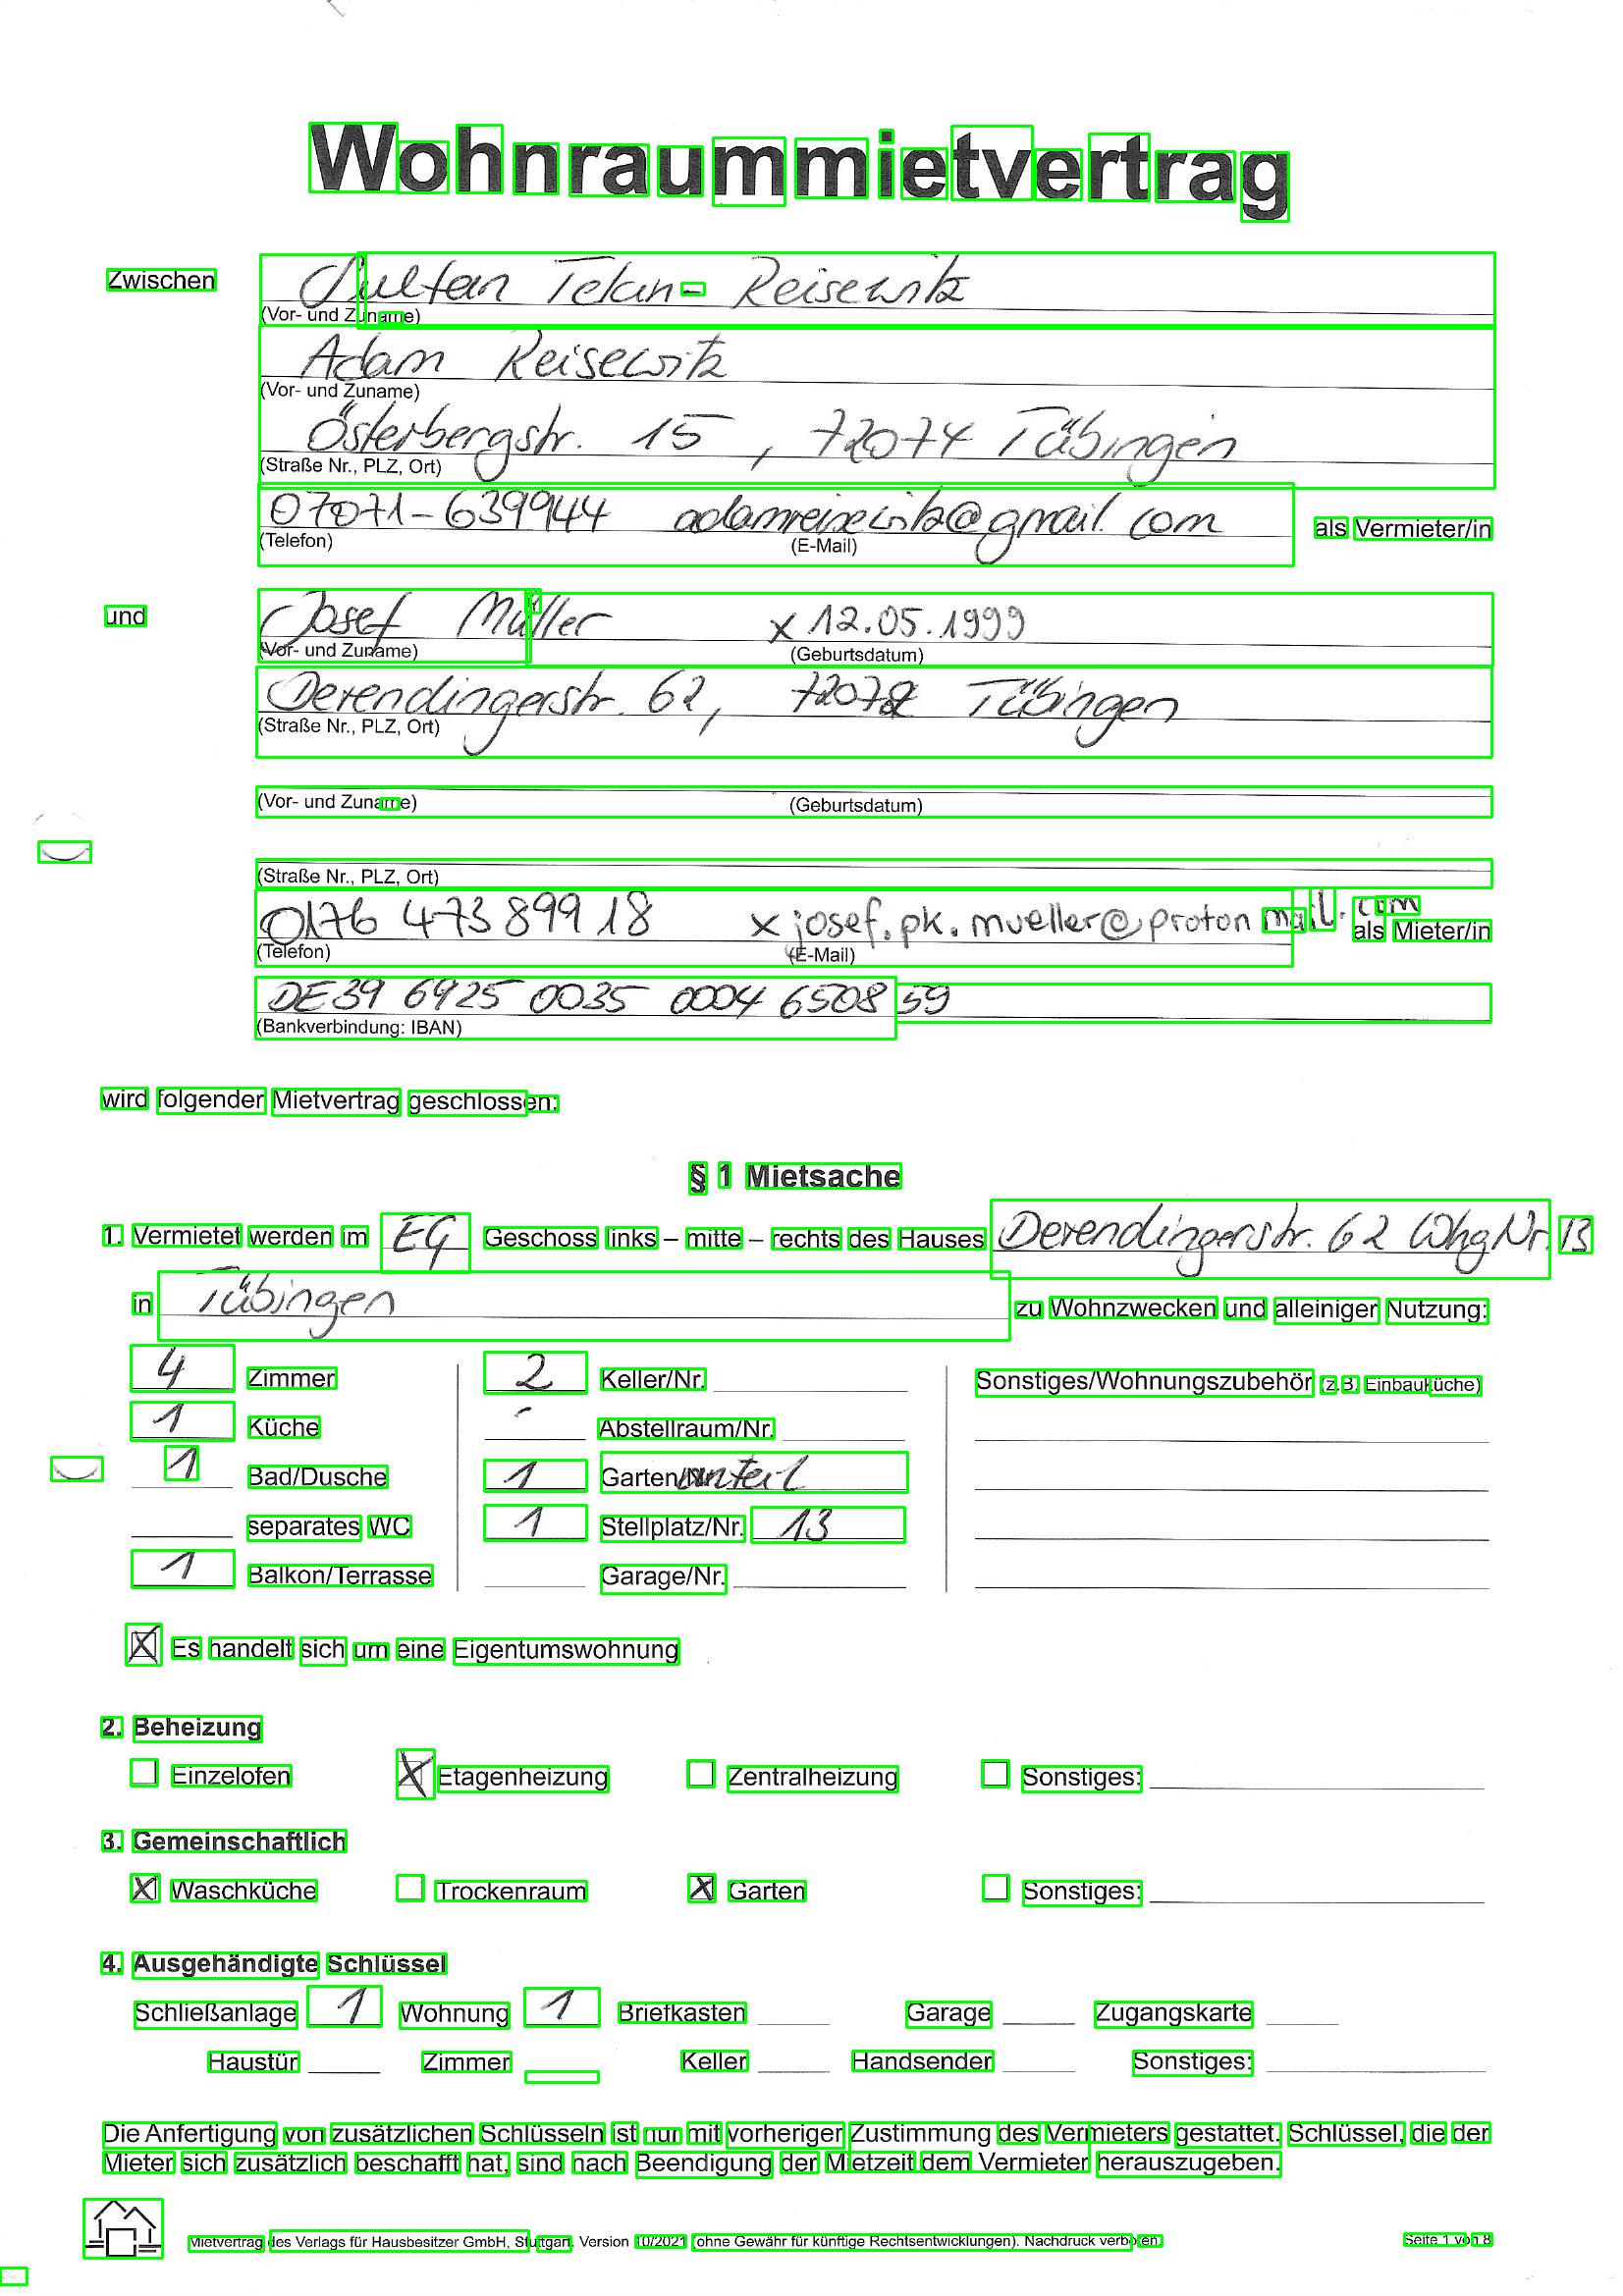 Wohnraummietvertrag
Zwischen Sultan Tekin- Reisewitz
(Vor- und Zuname)
Adam Reisewitz
(Vor- und Zuname)
Österbergstr. 15, 72074 Tübingen
(Straße Nr., PLZ, Ort)
07071-639944 adamreisewitz@gmail.com als Vermieter/in
(Telefon) (E-Mail)
und Josef Müller x 12.05.1999
(Vor- und Zuname) (Geburtsdatum)
Derendingerstr. 62, 72072 Tübingen
(Straße Nr., PLZ, Ort)
(Vor- und Zuname) (Geburtsdatum)
(Straße Nr., PLZ, Ort)
0176 473 899 18 x josef.pk.mueller@protonmail.com als Mieter/in
(Telefon) (E-Mail)
DE39 6925 0035 0004 6508 59
(Bankverbindung: IBAN)
wird folgender Mietvertrag geschlossen:
§ 1 Mietsache
1. Vermietet werden im EG Geschoss links – mitte – rechts des Hauses Derendingerstr. 62 Whg Nr. 13
in Tübingen zu Wohnzwecken und alleiniger Nutzung:
4 Zimmer 2 Keller/Nr. Sonstiges/Wohnungszubehör (z.B. Einbauküche)
1 Küche - Abstellraum/Nr.
1 Bad/Dusche 1 Garten/Nr. anteil
separates WC 1 Stellplatz/Nr. 13
1 Balkon/Terrasse Garage/Nr.
☒ Es handelt sich um eine Eigentumswohnung
2. Beheizung
☐ Einzelofen ☒ Etagenheizung ☐ Zentralheizung ☐ Sonstiges:
3. Gemeinschaftlich
☒ Waschküche ☐ Trockenraum ☒ Garten ☐ Sonstiges:
4. Ausgehändigte Schlüssel
Schließanlage 1 Wohnung 1 Briefkasten Garage Zugangskarte
Haustür Zimmer Keller Handsender Sonstiges:
Die Anfertigung von zusätzlichen Schlüsseln ist nur mit vorheriger Zustimmung des Vermieters gestattet. Schlüssel, die der
Mieter sich zusätzlich beschafft hat, sind nach Beendigung der Mietzeit dem Vermieter herauszugeben.
Mietvertrag des Verlags für Hausbesitzer GmbH, Stuttgart. Version 10/2021 (ohne Gewähr für künftige Rechtsentwicklungen). Nachdruck verboten. Seite 1 von 8